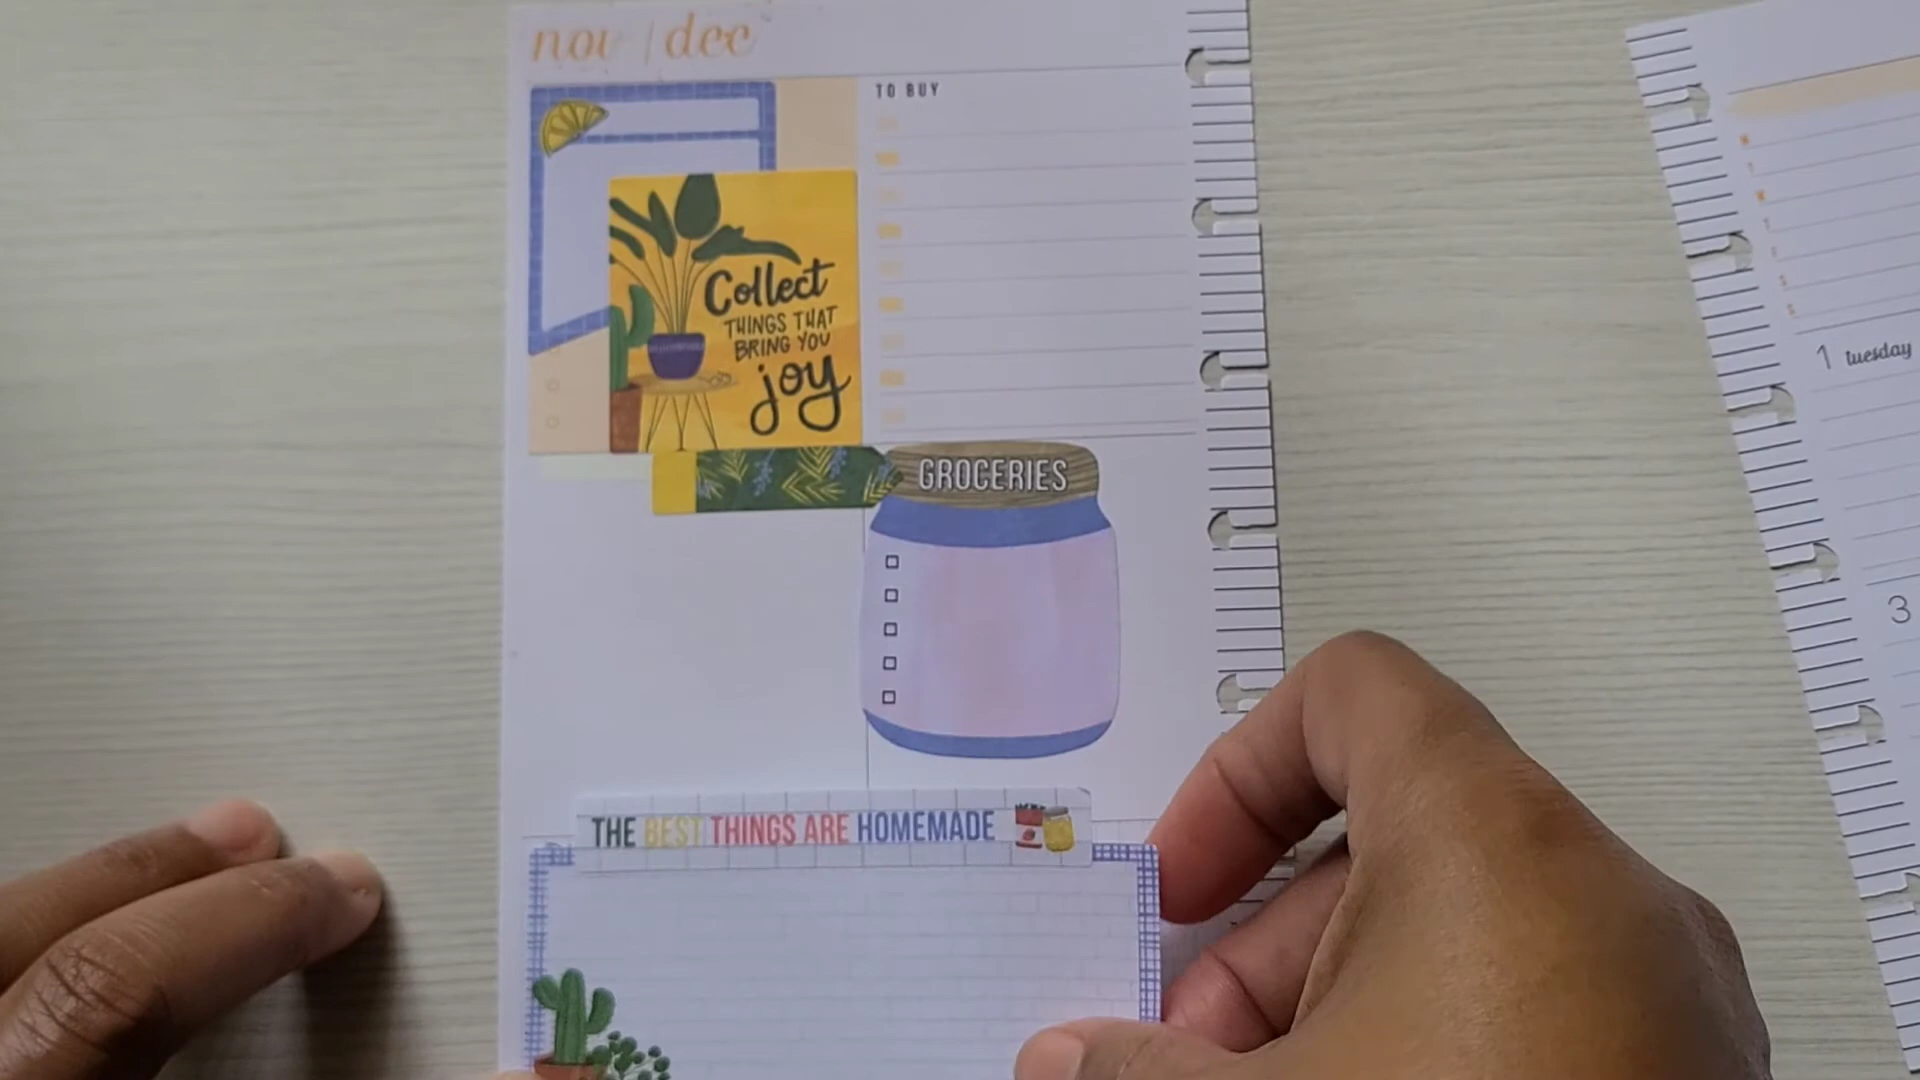 nov | dec
TO BUY
Collect
THINGS THAT
BRING YOU
joy
GROCERIES
THE BEST THINGS ARE HOMEMADE
1 tuesday
3